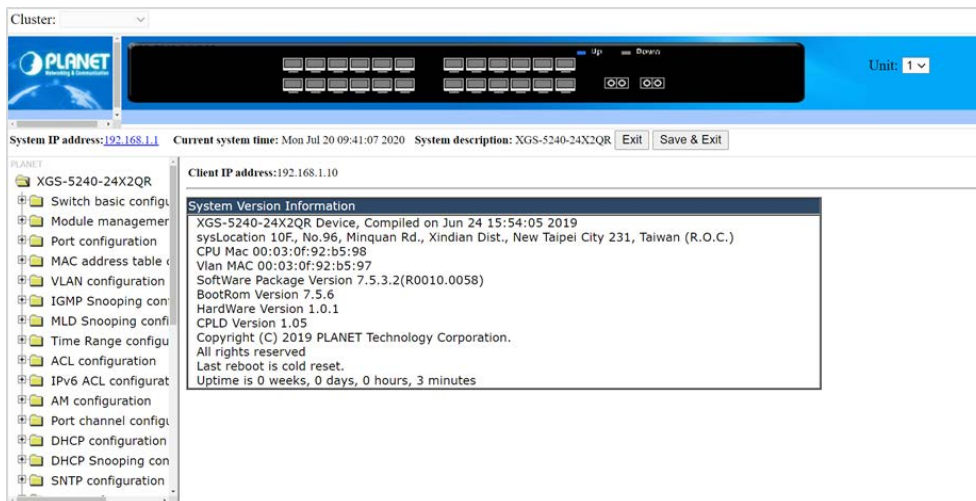 Cluster:
PLANET
Networking & Communication
Up Down
Unit: 1
System IP address:192.168.1.1 Current system time: Mon Jul 20 09:41:07 2020 System description: XGS-5240-24X2QR Exit Save & Exit
PLANET
XGS-5240-24X2QR
Switch basic configu
Module managemer
Port configuration
MAC address table c
VLAN configuration
IGMP Snooping con
MLD Snooping confi
Time Range configu
ACL configuration
IPv6 ACL configurat
AM configuration
Port channel configu
DHCP configuration
DHCP Snooping con
SNTP configuration
Client IP address:192.168.1.10
System Version Information
XGS-5240-24X2QR Device, Compiled on Jun 24 15:54:05 2019
sysLocation 10F., No.96, Minquan Rd., Xindian Dist., New Taipei City 231, Taiwan (R.O.C.)
CPU Mac 00:03:0f:92:b5:98
Vlan MAC 00:03:0f:92:b5:97
SoftWare Package Version 7.5.3.2(R0010.0058)
BootRom Version 7.5.6
HardWare Version 1.0.1
CPLD Version 1.05
Copyright (C) 2019 PLANET Technology Corporation.
All rights reserved
Last reboot is cold reset.
Uptime is 0 weeks, 0 days, 0 hours, 3 minutes